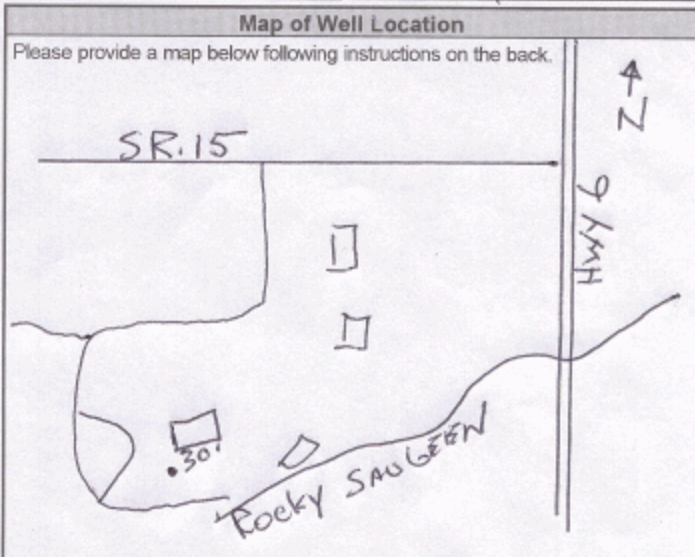 Map of Well Location
Please provide a map below following instructions on the back.
N
SR.15
Hwy 6
30'
Rocky SAUGEEN